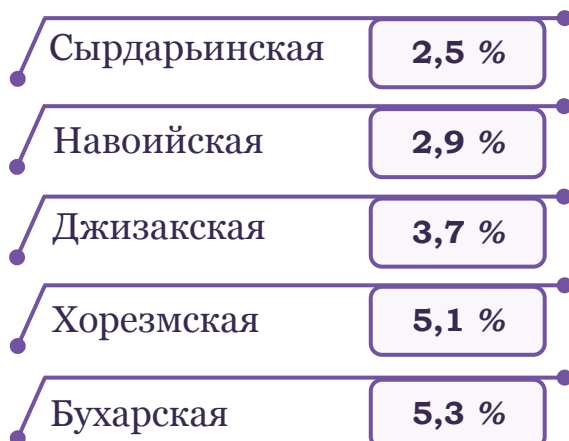 Сырдарьинская 2,5 %
Навоийская 2,9 %
Джизакская 3,7 %
Хорезмская 5,1 %
Бухарская 5,3 %